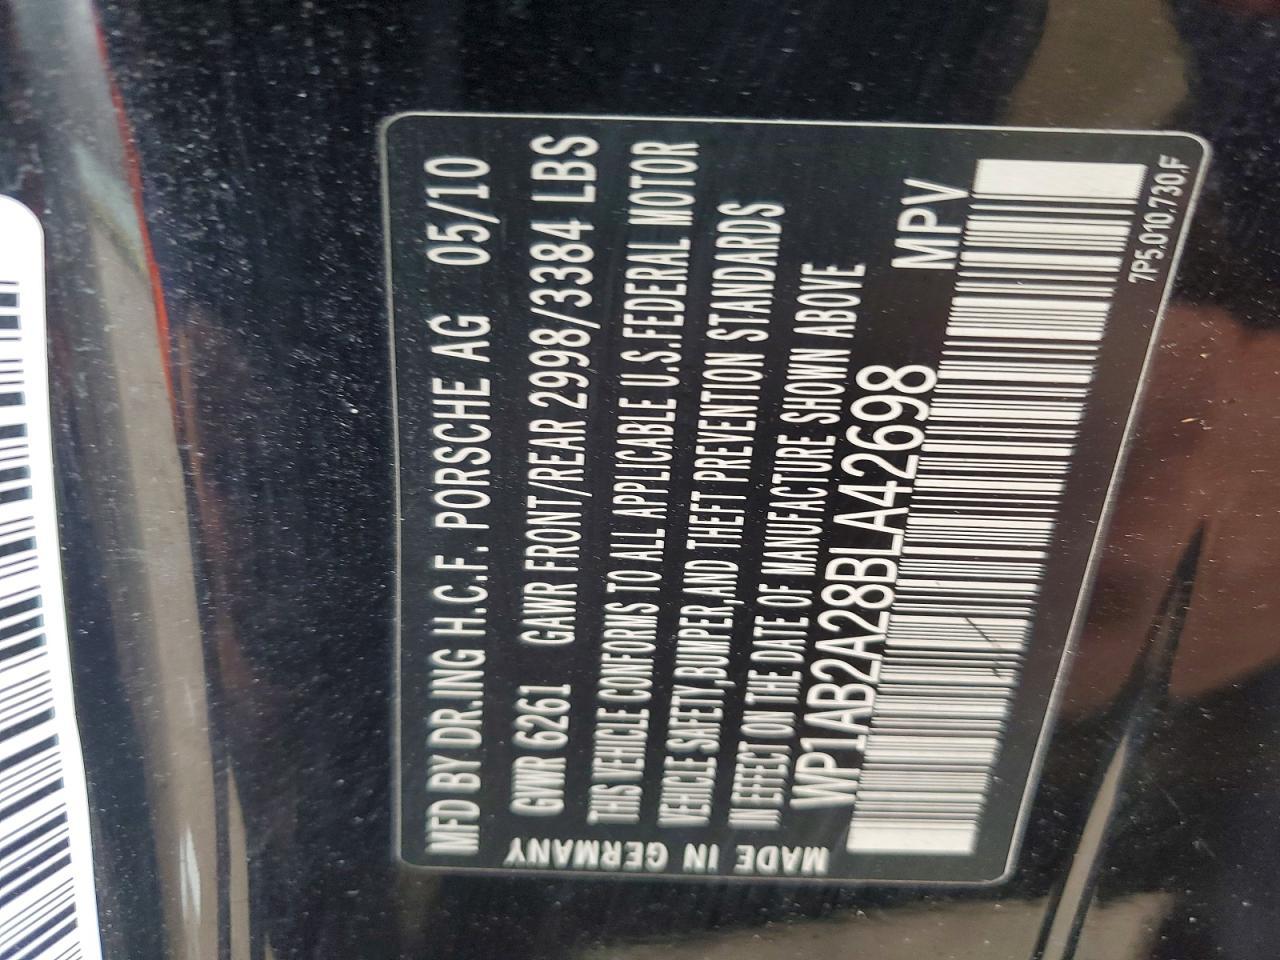 MFD BY DR.ING H.C.F. PORSCHE AG 05/10
GVWR 6261 GAWR FRONT/REAR 2998/3384 LBS
THIS VEHICLE CONFORMS TO ALL APPLICABLE U.S.FEDERAL MOTOR
VEHICLE SAFETY,BUMPER,AND THEFT PREVENTION STANDARDS
IN EFFECT ON THE DATE OF MANUFACTURE SHOWN ABOVE
WP1AB2A28BLA42698 MPV
7P5.010.730.F
MADE IN GERMANY